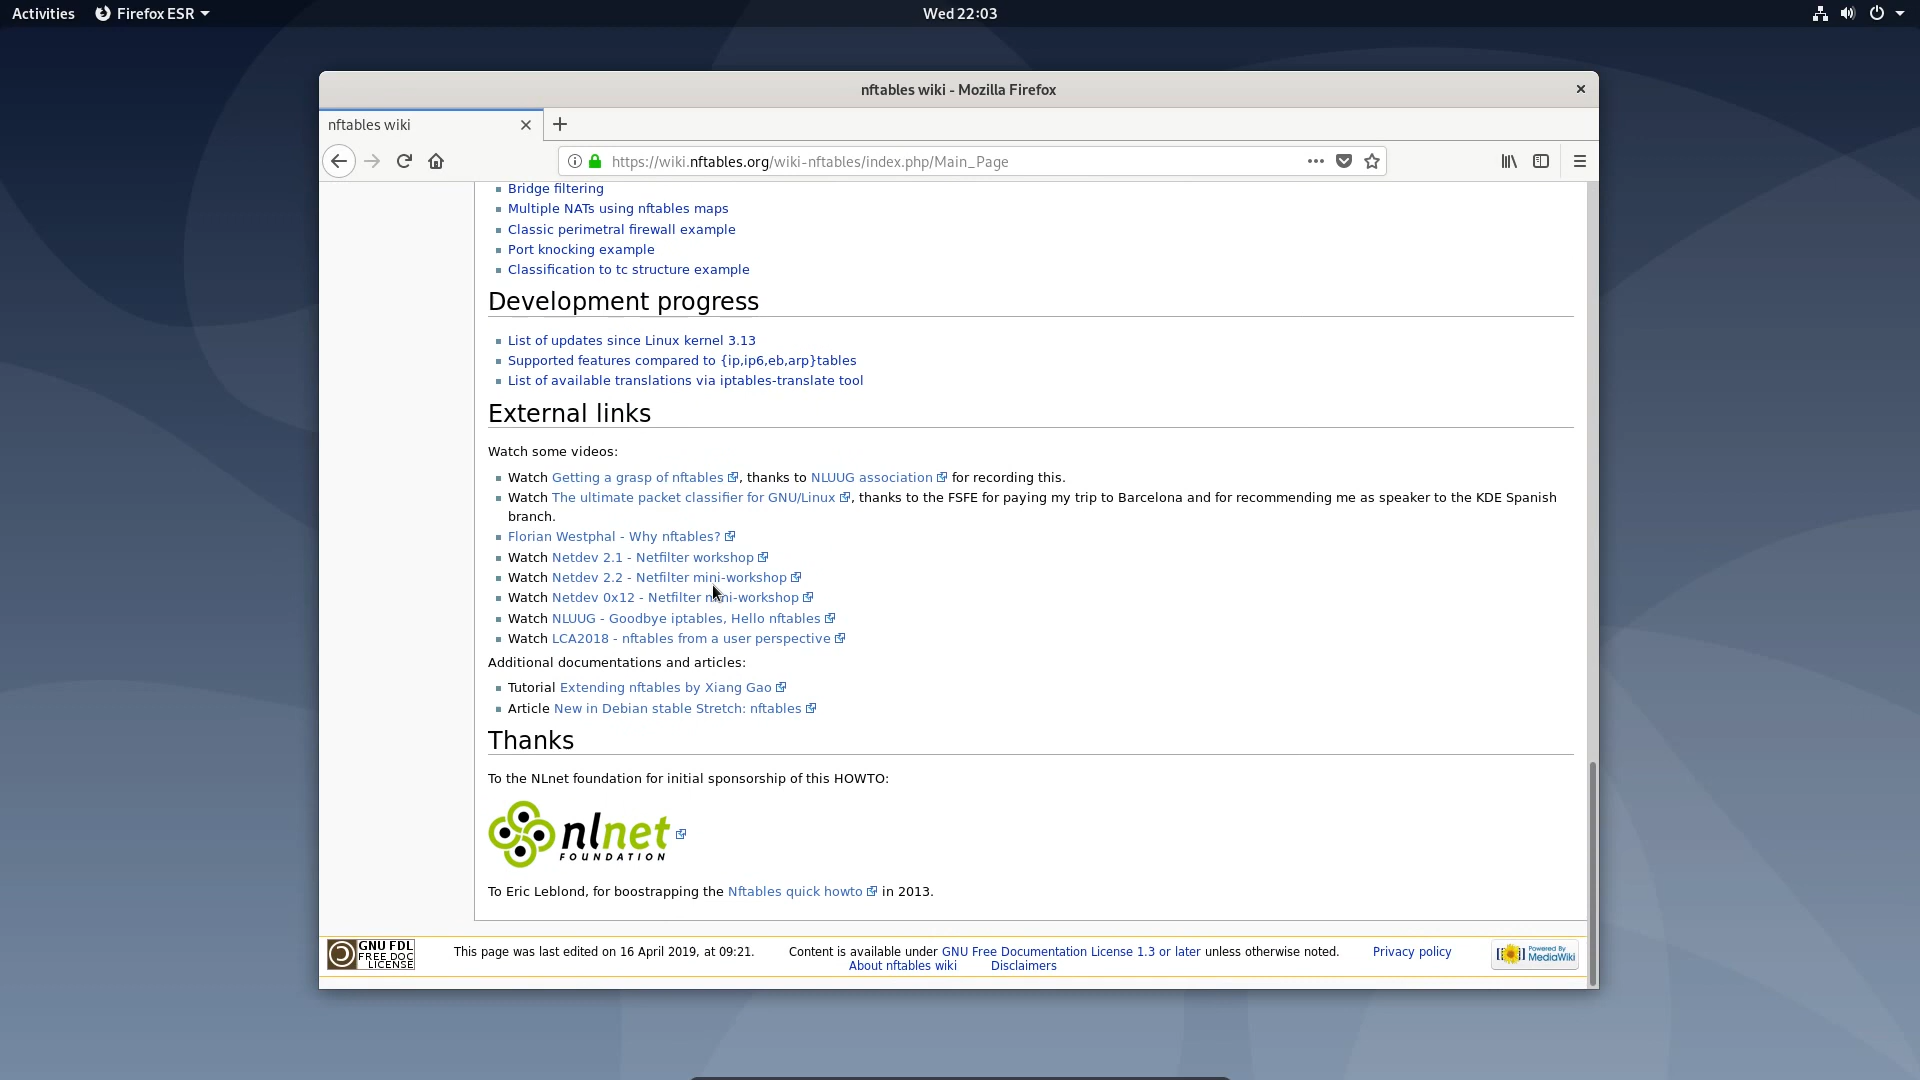 Activities Firefox ESR Wed 22:03
nftables wiki - Mozilla Firefox
nftables wiki
https://wiki.nftables.org/wiki-nftables/index.php/Main_Page
Bridge filtering
Multiple NATs using nftables maps
Classic perimetral firewall example
Port knocking example
Classification to tc structure example
Development progress
List of updates since Linux kernel 3.13
Supported features compared to {ip,ip6,eb,arp}tables
List of available translations via iptables-translate tool
External links
Watch some videos:
Watch Getting a grasp of nftables, thanks to NLUUG association for recording this.
Watch The ultimate packet classifier for GNU/Linux, thanks to the FSFE for paying my trip to Barcelona and for recommending me as speaker to the KDE Spanish
branch.
Florian Westphal - Why nftables?
Watch Netdev 2.1 - Netfilter workshop
Watch Netdev 2.2 - Netfilter mini-workshop
Watch Netdev 0x12 - Netfilter mini-workshop
Watch NLUUG - Goodbye iptables, Hello nftables
Watch LCA2018 - nftables from a user perspective
Additional documentations and articles:
Tutorial Extending nftables by Xiang Gao
Article New in Debian stable Stretch: nftables
Thanks
To the NLnet foundation for initial sponsorship of this HOWTO:
nlnet
FOUNDATION
To Eric Leblond, for boostrapping the Nftables quick howto in 2013.
GNU FDL
FREE DOC
LICENSE
This page was last edited on 16 April 2019, at 09:21. Content is available under GNU Free Documentation License 1.3 or later unless otherwise noted. Privacy policy
About nftables wiki Disclaimers
Powered By
MediaWiki